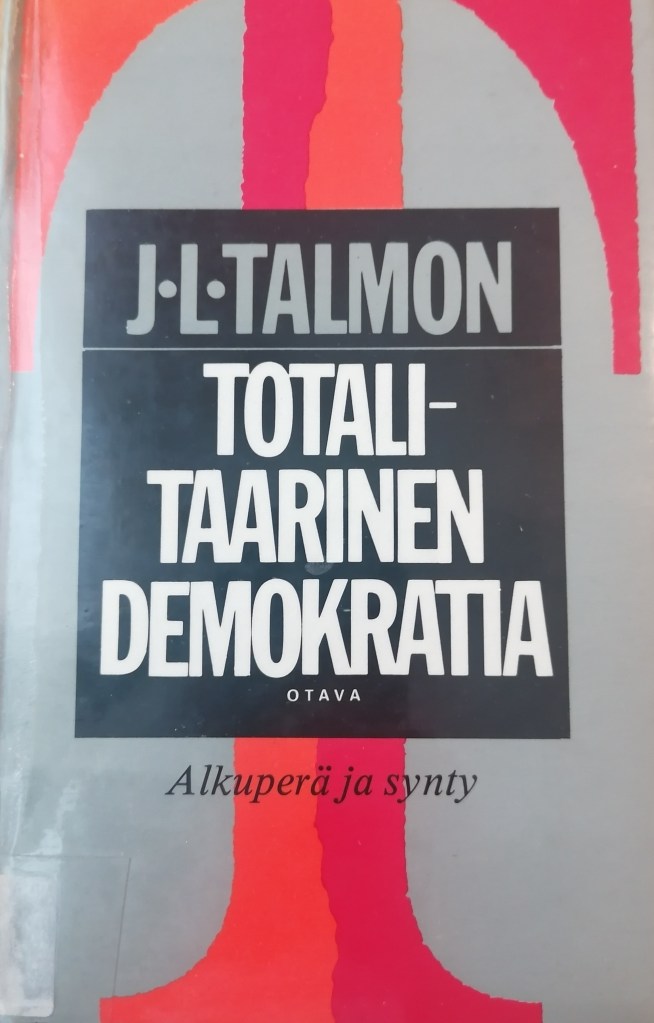 J·L·TALMON
TOTALI-
TAARINEN
DEMOKRATIA
OTAVA
Alkuperä ja synty